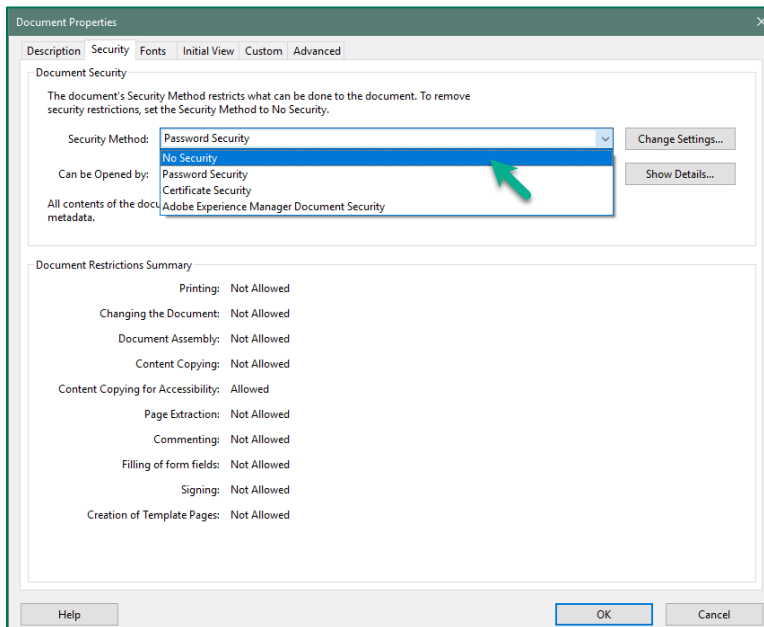 Document Properties
Description Security Fonts Initial View Custom Advanced
Document Security
The document's Security Method restricts what can be done to the document. To remove
security restrictions, set the Security Method to No Security.
Security Method: Password Security Change Settings...
No Security
Can be Opened by: Password Security Show Details...
Certificate Security
All contents of the docu Adobe Experience Manager Document Security
metadata.
Document Restrictions Summary
Printing: Not Allowed
Changing the Document: Not Allowed
Document Assembly: Not Allowed
Content Copying: Not Allowed
Content Copying for Accessibility: Allowed
Page Extraction: Not Allowed
Commenting: Not Allowed
Filling of form fields: Not Allowed
Signing: Not Allowed
Creation of Template Pages: Not Allowed
Help OK Cancel